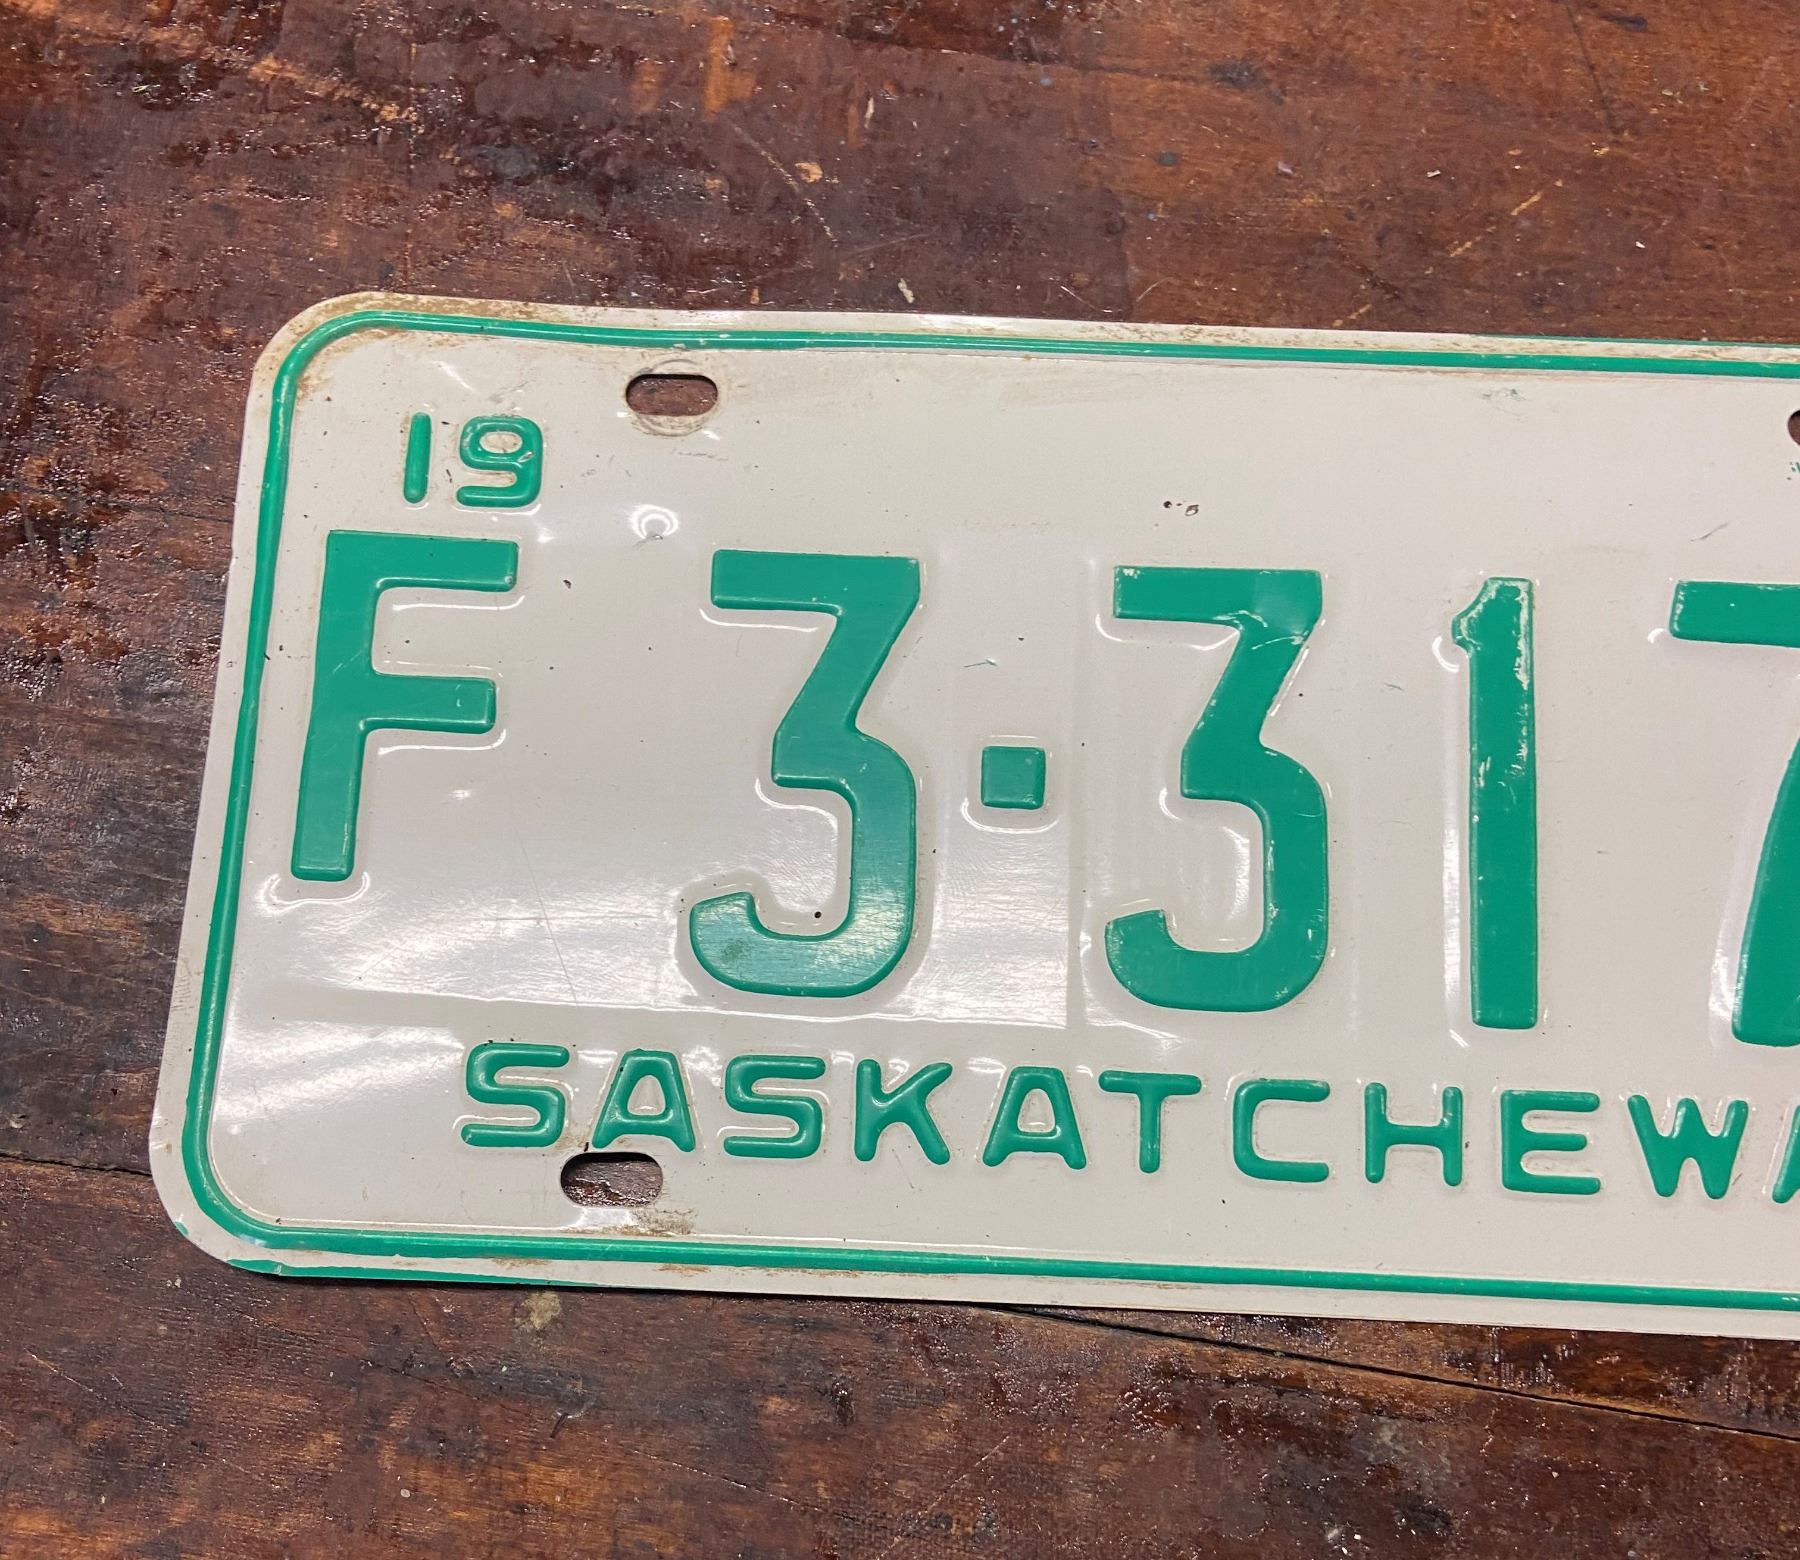 19
F 3·317
SASKATCHEWA